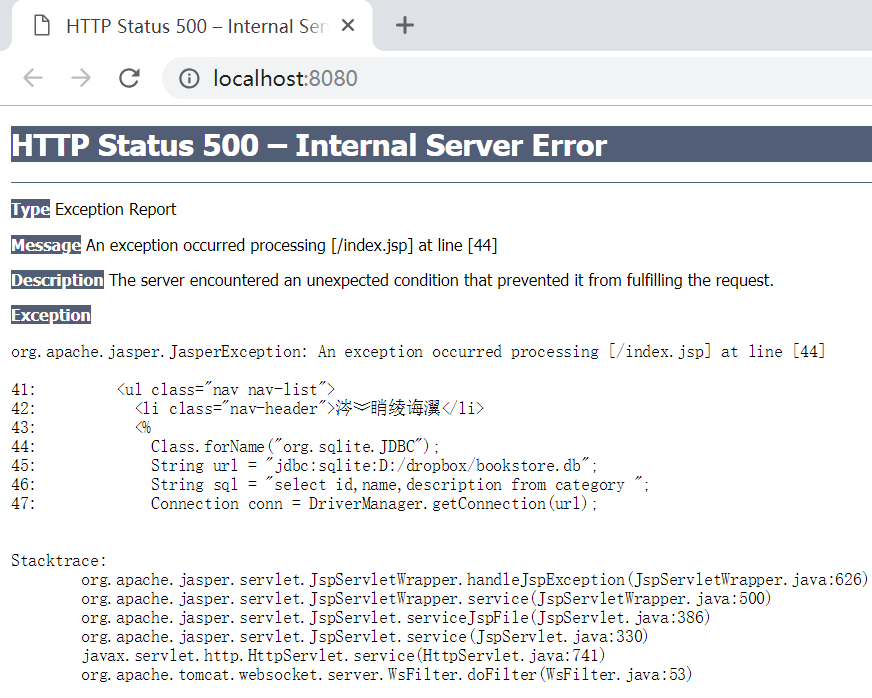 HTTP Status 500 – Internal Ser
localhost:8080
HTTP Status 500 – Internal Server Error
Type Exception Report
Message An exception occurred processing [/index.jsp] at line [44]
Description The server encountered an unexpected condition that prevented it from fulfilling the request.
Exception
org.apache.jasper.JasperException: An exception occurred processing [/index.jsp] at line [44]
41: <ul class="nav nav-list">
42: <li class="nav-header">涔︾睄绫诲瀷</li>
43: <%
44: Class.forName("org.sqlite.JDBC");
45: String url = "jdbc:sqlite:D:/dropbox/bookstore.db";
46: String sql = "select id,name,description from category ";
47: Connection conn = DriverManager.getConnection(url);
Stacktrace:
org.apache.jasper.servlet.JspServletWrapper.handleJspException(JspServletWrapper.java:626)
org.apache.jasper.servlet.JspServletWrapper.service(JspServletWrapper.java:500)
org.apache.jasper.servlet.JspServlet.serviceJspFile(JspServlet.java:386)
org.apache.jasper.servlet.JspServlet.service(JspServlet.java:330)
javax.servlet.http.HttpServlet.service(HttpServlet.java:741)
org.apache.tomcat.websocket.server.WsFilter.doFilter(WsFilter.java:53)